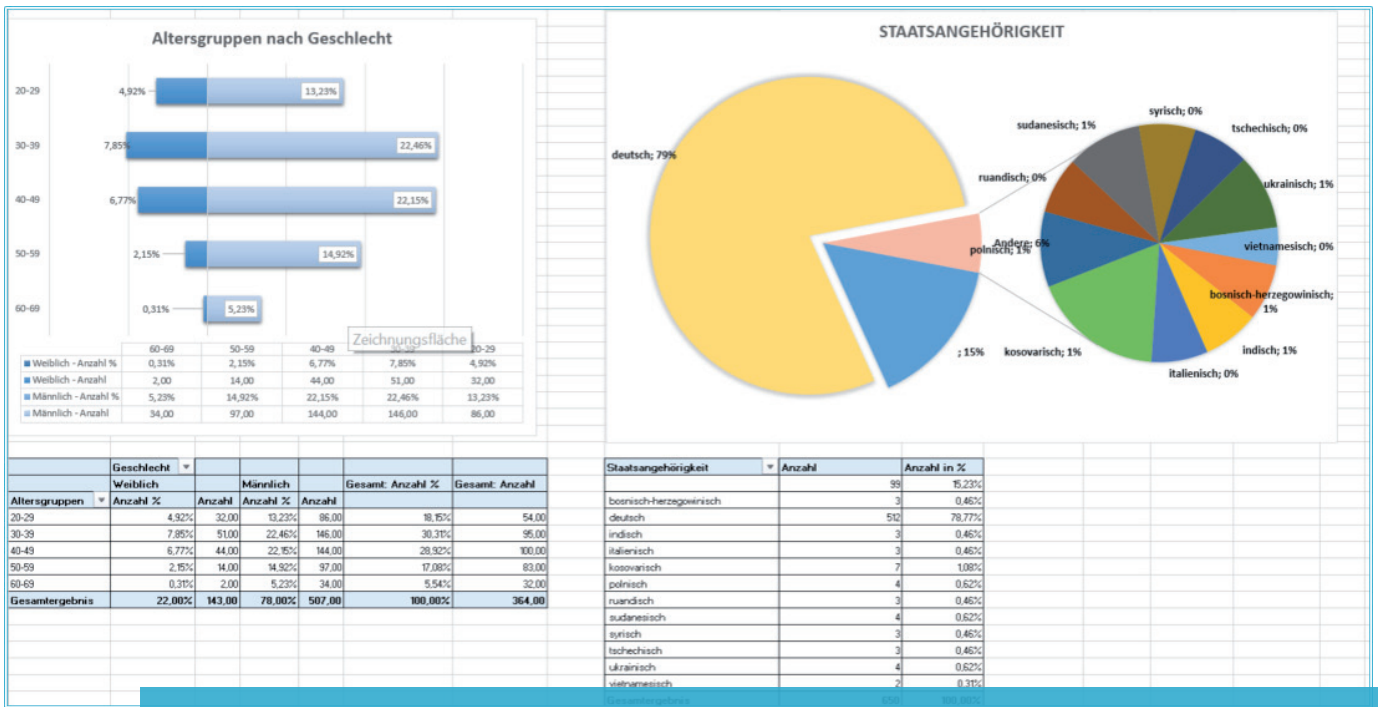 Altersgruppen nach Geschlecht
20-29 4,92% 13,23%
30-39 7,85% 22,46%
40-49 6,77% 22,15%
50-59 2,15% 14,92%
60-69 0,31% 5,23%
Zeichnungsfläche
60-69 50-59 40-49 20-29
Weiblich - Anzahl % 0,31% 2,15% 6,77% 7,85% 4,92%
Weiblich - Anzahl 2,00 14,00 44,00 51,00 32,00
Männlich - Anzahl % 5,23% 14,92% 22,15% 22,46% 13,23%
Männlich - Anzahl 34,00 97,00 144,00 146,00 86,00
STAATSANGEHÖRIGKEIT
deutsch; 79%
; 15%
Andere; 6%
syrisch; 0%
sudanesisch; 1%
tschechisch; 0%
ruandisch; 0%
ukrainisch; 1%
polnisch; 1%
vietnamesisch; 0%
bosnisch-herzegowinisch;
1%
kosovarisch; 1%
indisch; 1%
italienisch; 0%
Geschlecht
Weiblich Männlich Gesamt: Anzahl % Gesamt: Anzahl
Altersgruppen Anzahl % Anzahl Anzahl % Anzahl
20-29 4,92% 32,00 13,23% 86,00 18,15% 54,00
30-39 7,85% 51,00 22,46% 146,00 30,31% 95,00
40-49 6,77% 44,00 22,15% 144,00 28,92% 100,00
50-59 2,15% 14,00 14,92% 97,00 17,08% 83,00
60-69 0,31% 2,00 5,23% 34,00 5,54% 32,00
Gesamtergebnis 22,00% 143,00 78,00% 507,00 100,00% 364,00
Staatsangehörigkeit Anzahl Anzahl in %
99 15,23%
bosnisch-herzegowinisch 3 0,46%
deutsch 512 78,77%
indisch 3 0,46%
italienisch 3 0,46%
kosovarisch 7 1,08%
polnisch 4 0,62%
ruandisch 3 0,46%
sudanesisch 4 0,62%
syrisch 3 0,46%
tschechisch 3 0,46%
ukrainisch 4 0,62%
vietnamesisch 2 0,31%
Gesamtergebnis 650 100,00%